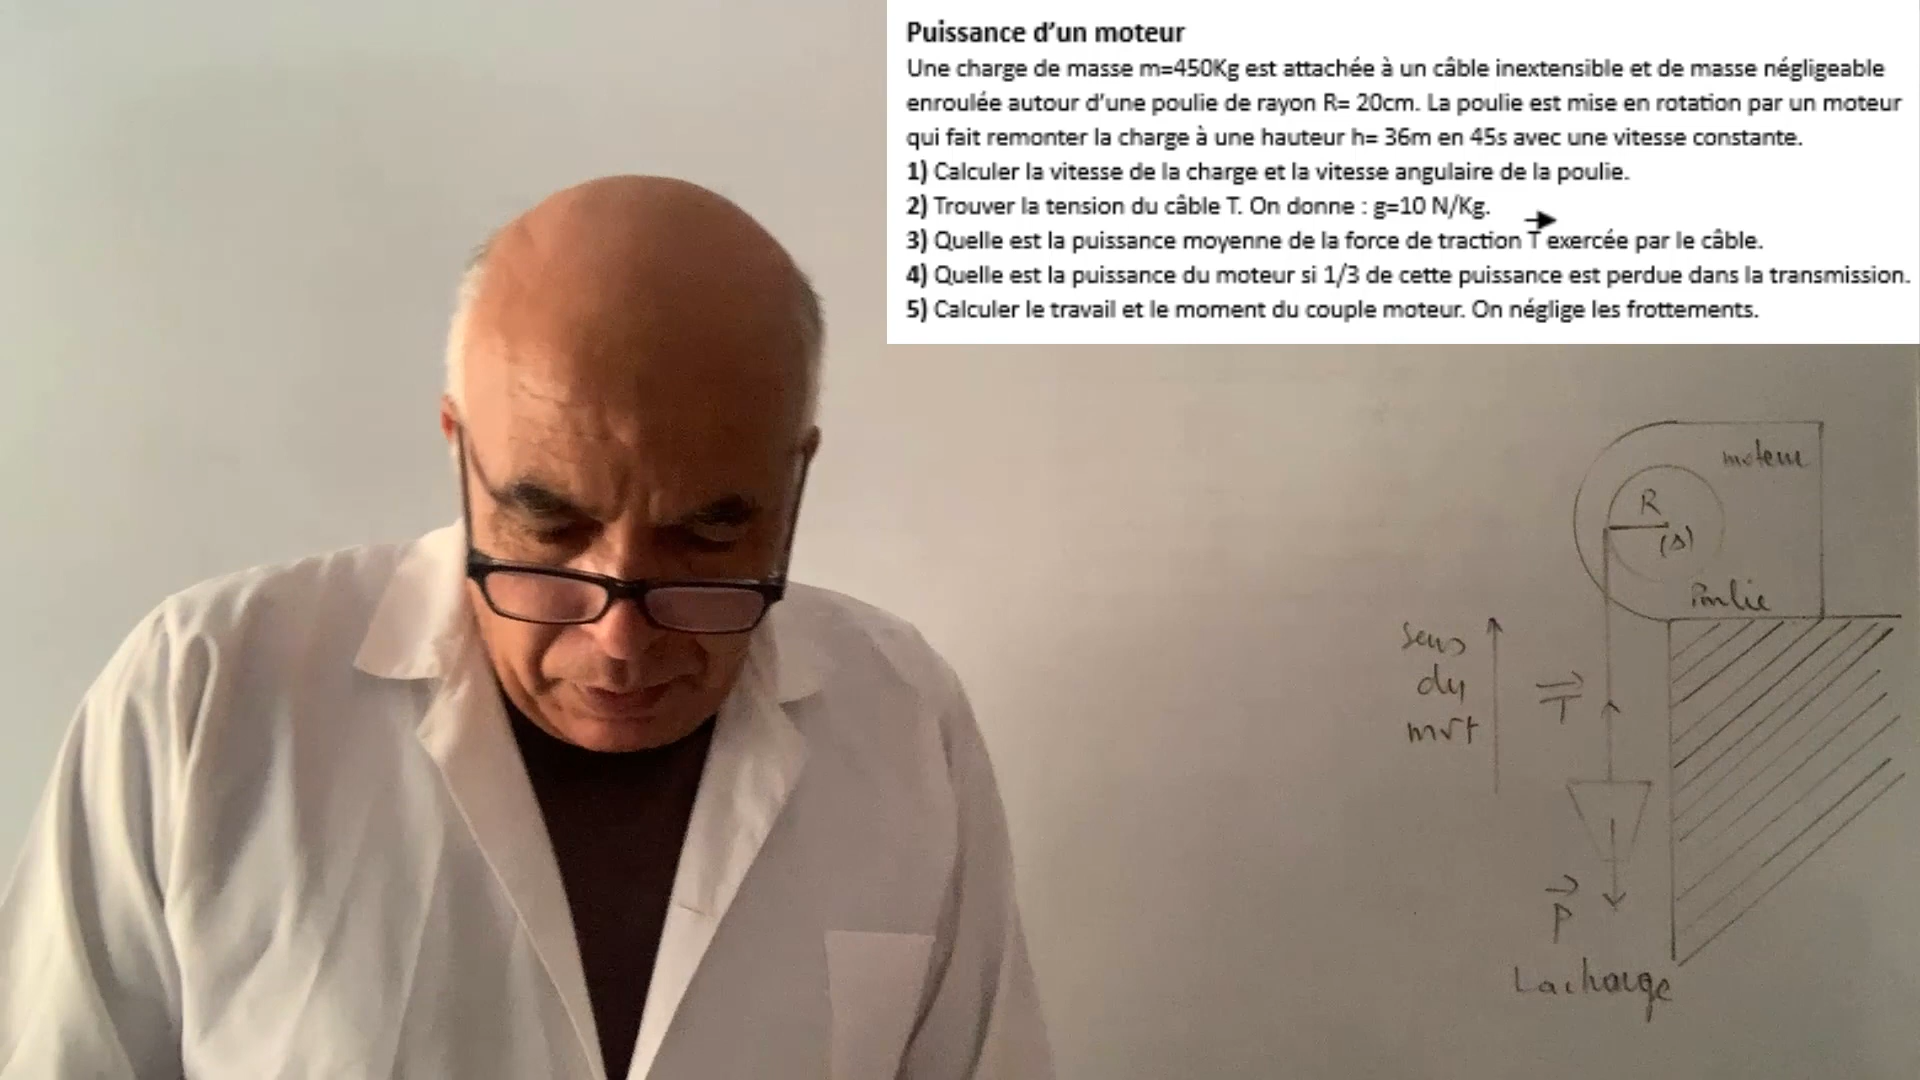 Puissance d’un moteur
Une charge de masse m=450Kg est attachée à un câble inextensible et de masse négligeable
enroulée autour d’une poulie de rayon R= 20cm. La poulie est mise en rotation par un moteur
qui fait remonter la charge à une hauteur h= 36m en 45s avec une vitesse constante.
1) Calculer la vitesse de la charge et la vitesse angulaire de la poulie.
2) Trouver la tension du câble T. On donne : g=10 N/Kg.
3) Quelle est la puissance moyenne de la force de traction T⃗ exercée par le câble.
4) Quelle est la puissance du moteur si 1/3 de cette puissance est perdue dans la transmission.
5) Calculer le travail et le moment du couple moteur. On néglige les frottements.
moteur
R
(Δ)
Poulie
sens
du
mvt
T⃗
P⃗
La charge